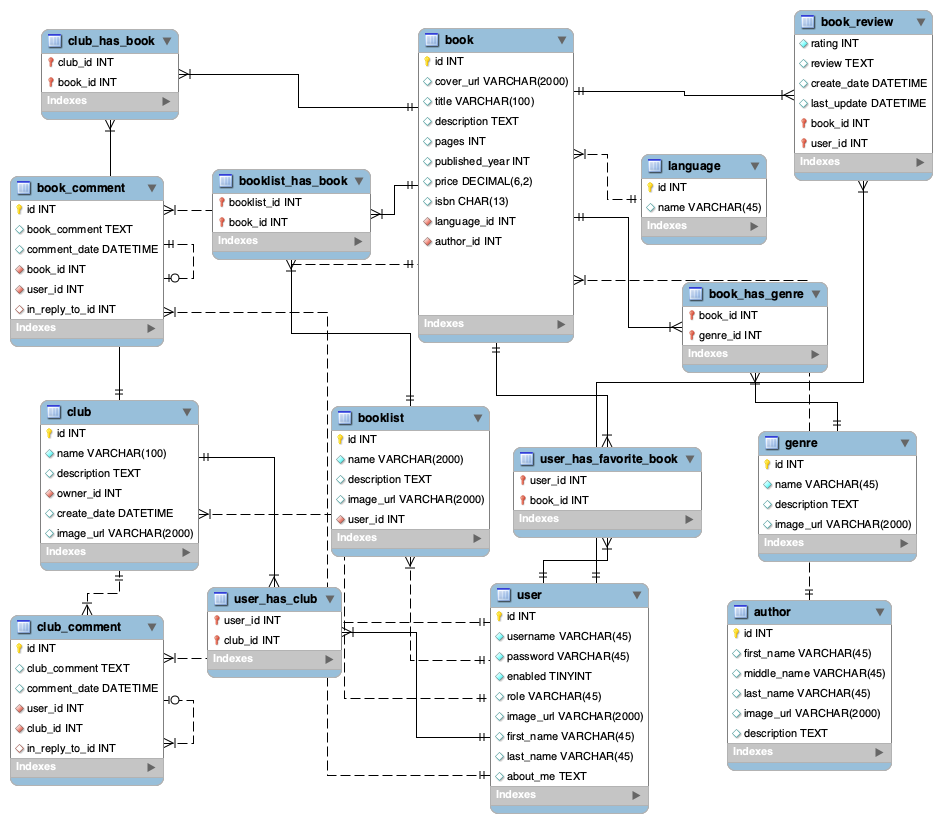 club_has_book
club_id INT
book_id INT
Indexes
book
id INT
cover_url VARCHAR(2000)
title VARCHAR(100)
description TEXT
pages INT
published_year INT
price DECIMAL(6,2)
isbn CHAR(13)
language_id INT
author_id INT
Indexes
book_review
rating INT
review TEXT
create_date DATETIME
last_update DATETIME
book_id INT
user_id INT
Indexes
book_comment
id INT
book_comment TEXT
comment_date DATETIME
book_id INT
user_id INT
in_reply_to_id INT
Indexes
booklist_has_book
booklist_id INT
book_id INT
Indexes
language
id INT
name VARCHAR(45)
Indexes
book_has_genre
book_id INT
genre_id INT
Indexes
club
id INT
name VARCHAR(100)
description TEXT
owner_id INT
create_date DATETIME
image_url VARCHAR(2000)
Indexes
booklist
id INT
name VARCHAR(2000)
description TEXT
image_url VARCHAR(2000)
user_id INT
Indexes
user_has_favorite_book
user_id INT
book_id INT
Indexes
genre
id INT
name VARCHAR(45)
description TEXT
image_url VARCHAR(2000)
Indexes
club_comment
id INT
club_comment TEXT
comment_date DATETIME
user_id INT
club_id INT
in_reply_to_id INT
Indexes
user_has_club
user_id INT
club_id INT
Indexes
user
id INT
username VARCHAR(45)
password VARCHAR(45)
enabled TINYINT
role VARCHAR(45)
image_url VARCHAR(2000)
first_name VARCHAR(45)
last_name VARCHAR(45)
about_me TEXT
Indexes
author
id INT
first_name VARCHAR(45)
middle_name VARCHAR(45)
last_name VARCHAR(45)
image_url VARCHAR(2000)
description TEXT
Indexes